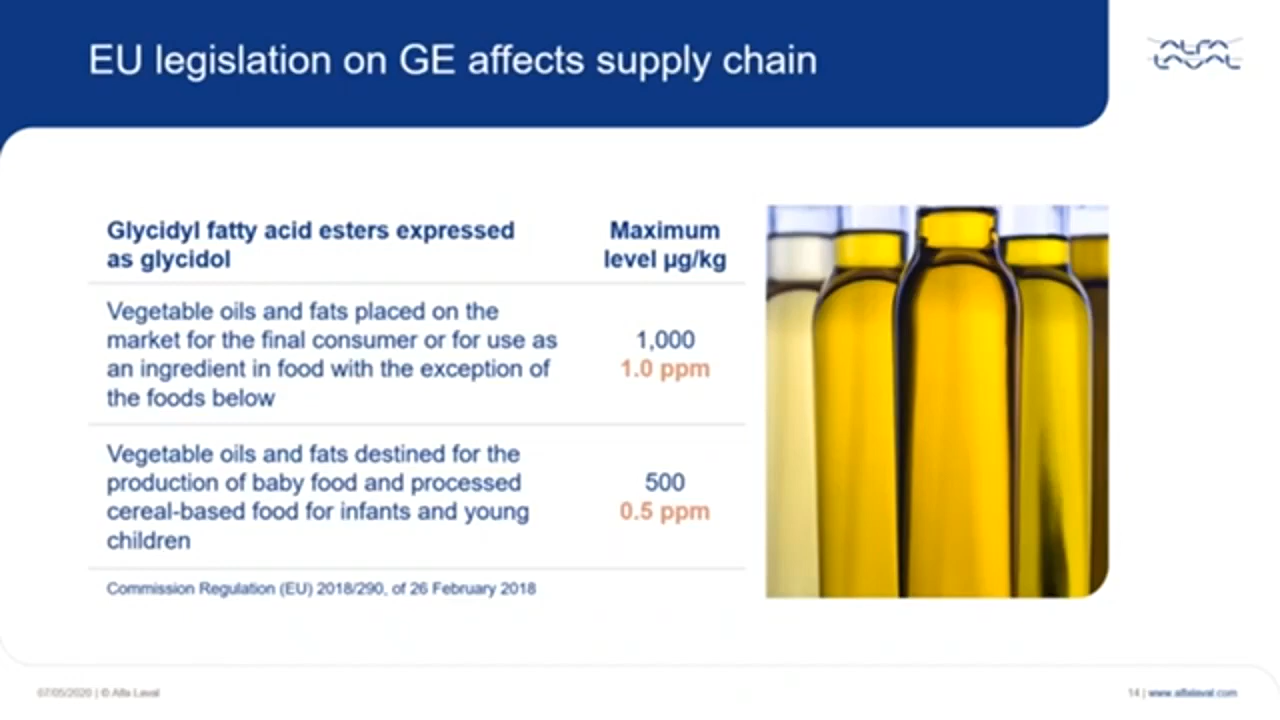 EU legislation on GE affects supply chain
ALFA
LAVAL
Glycidyl fatty acid esters expressed
as glycidol
Maximum
level µg/kg
Vegetable oils and fats placed on the
market for the final consumer or for use as
an ingredient in food with the exception of
the foods below
1,000
1.0 ppm
Vegetable oils and fats destined for the
production of baby food and processed
cereal-based food for infants and young
children
500
0.5 ppm
Commission Regulation (EU) 2018/290, of 26 February 2018
07/05/2020 | © Alfa Laval
14 | www.alfalaval.com